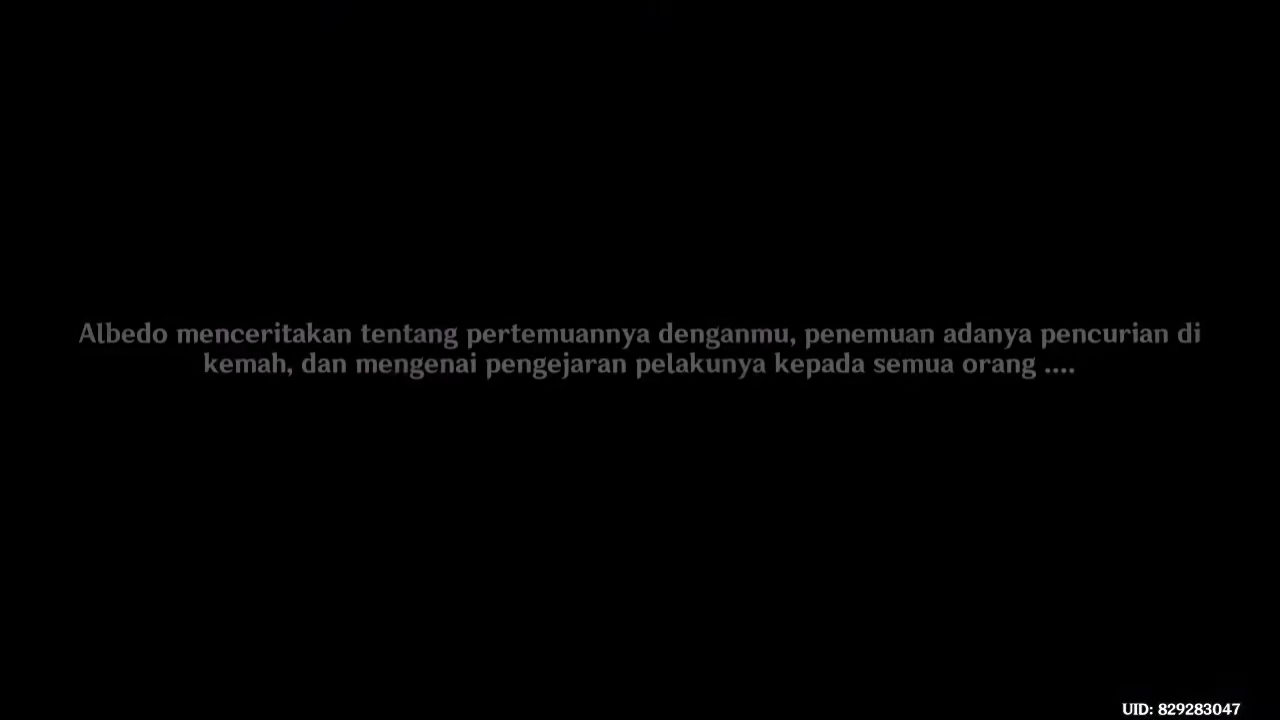 Albedo menceritakan tentang pertemuannya denganmu, penemuan adanya pencurian di
kemah, dan mengenai pengejaran pelakunya kepada semua orang ....
UID: 829283047